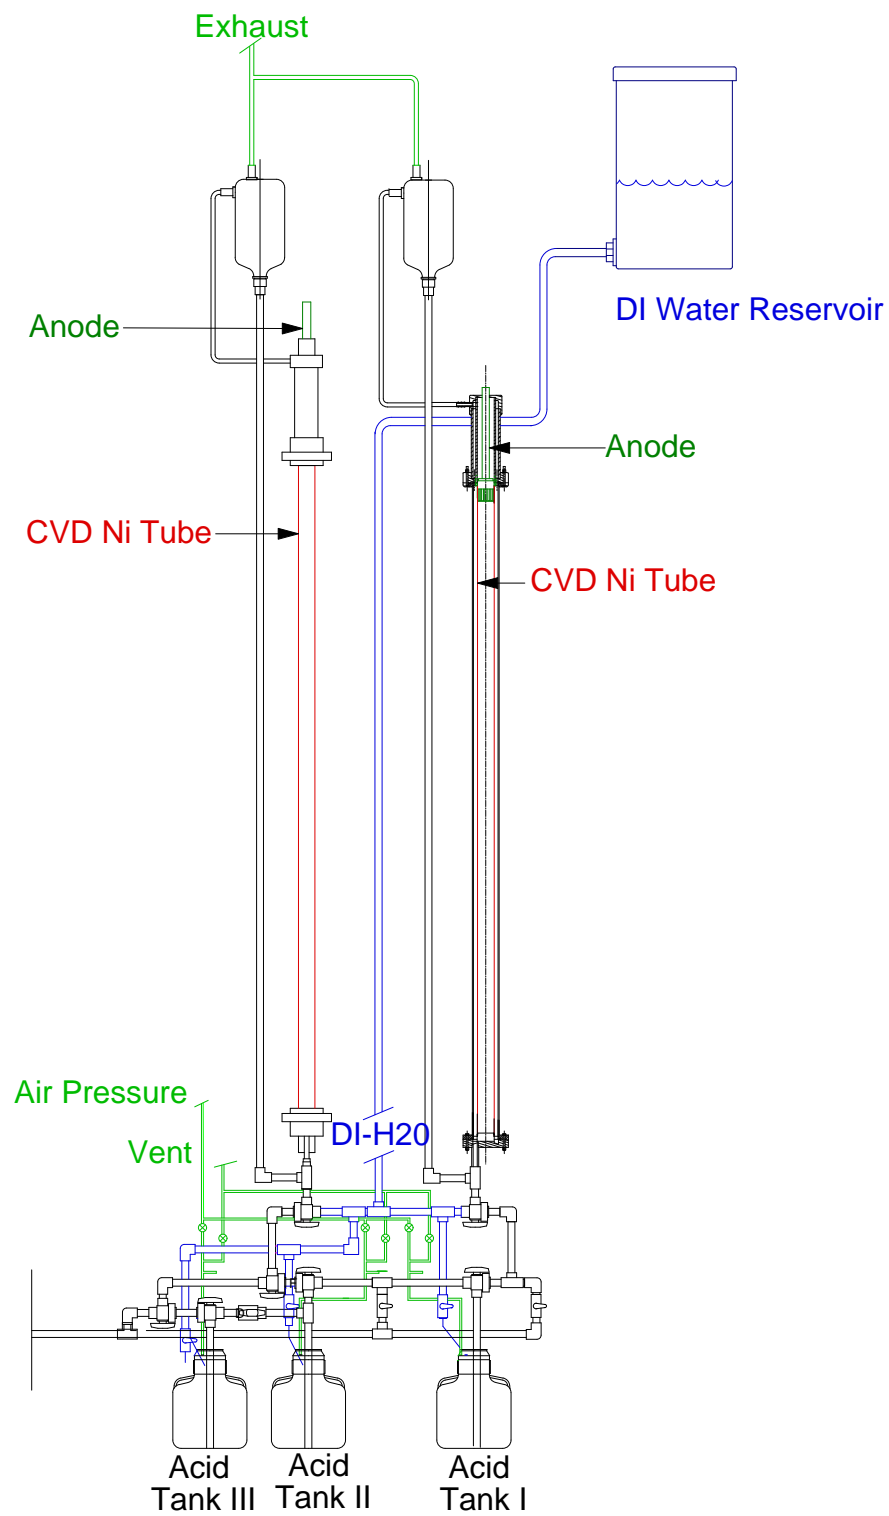 Exhaust
DI Water Reservoir
Anode
Anode
CVD Ni Tube
CVD Ni Tube
Air Pressure
DI-H20
Vent
Acid
Tank III
Acid
Tank II
Acid
Tank I